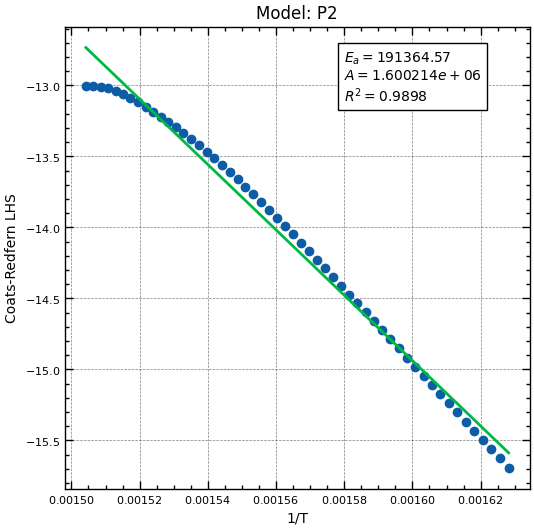 Model: P2
Eₐ = 191364.57
A = 1.600214e + 06
R² = 0.9898
Coats-Redfern LHS
−13.0
−13.5
−14.0
−14.5
−15.0
−15.5
0.00150 0.00152 0.00154 0.00156 0.00158 0.00160 0.00162
1/T